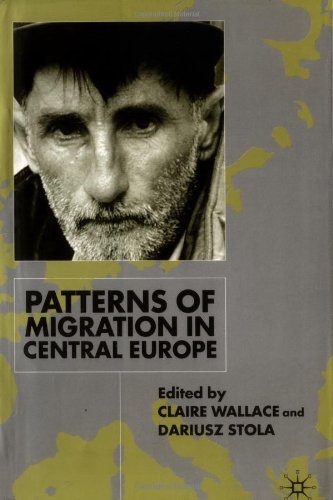 PATTERNS OF
MIGRATION IN
CENTRAL EUROPE
Edited by
CLAIRE WALLACE and
DARIUSZ STOLA